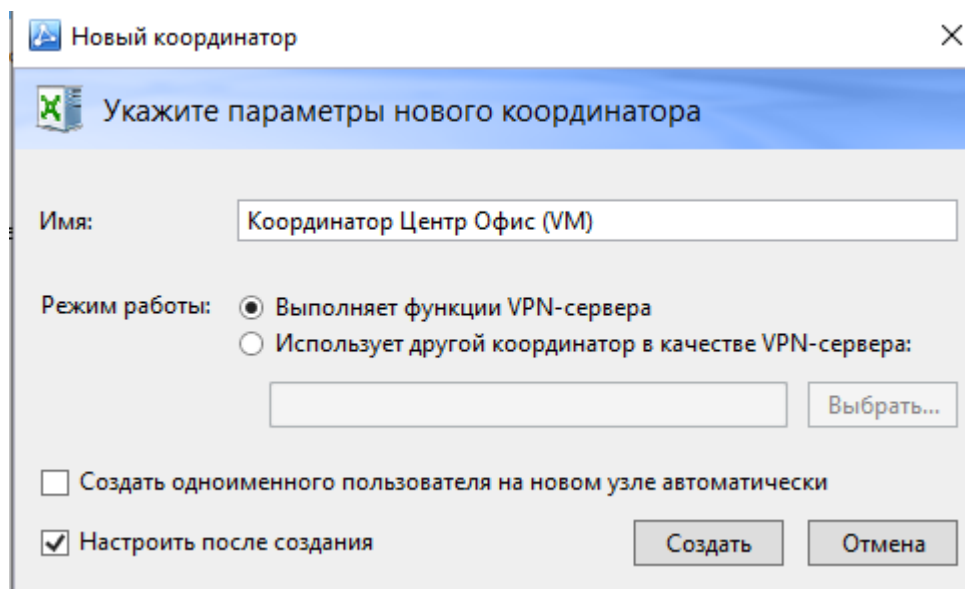 Новый координатор
Укажите параметры нового координатора
Имя: Координатор Центр Офис (VM)
Режим работы: Выполняет функции VPN-сервера
Использует другой координатор в качестве VPN-сервера:
Выбрать...
Создать одноименного пользователя на новом узле автоматически
Настроить после создания Создать Отмена